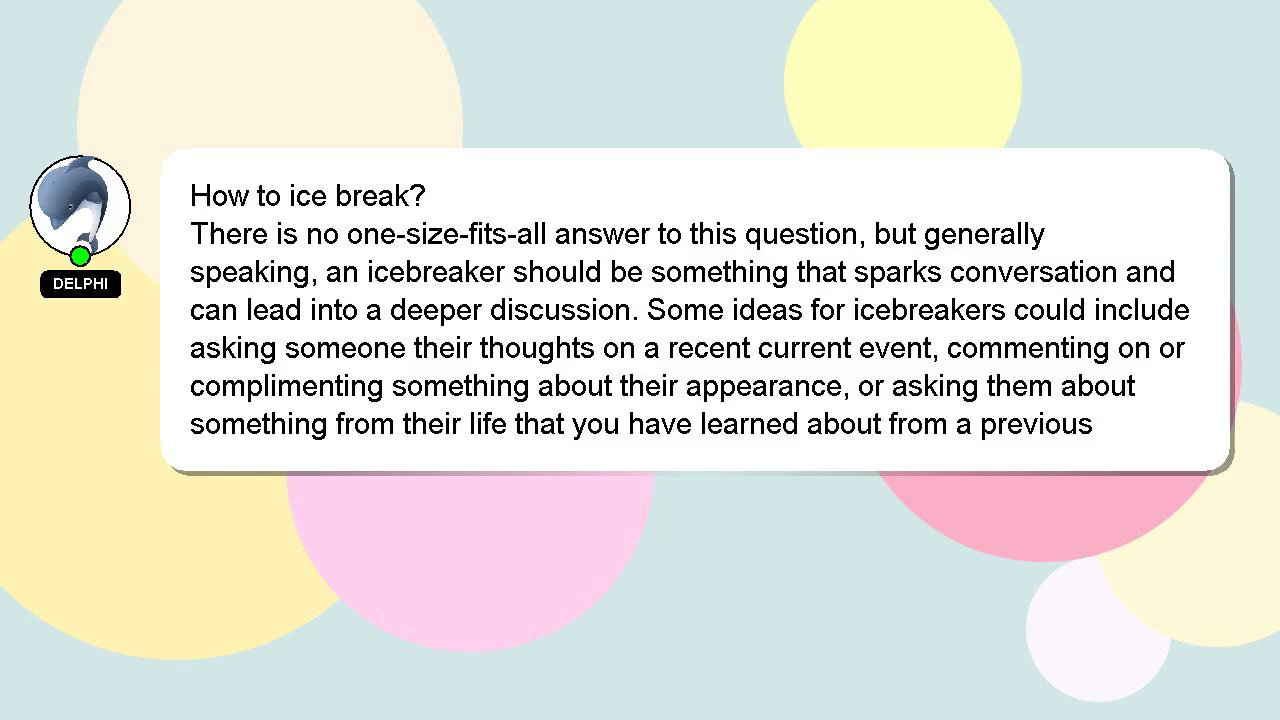 How to ice break?
There is no one-size-fits-all answer to this question, but generally
speaking, an icebreaker should be something that sparks conversation and
can lead into a deeper discussion. Some ideas for icebreakers could include
asking someone their thoughts on a recent current event, commenting on or
complimenting something about their appearance, or asking them about
something from their life that you have learned about from a previous
DELPHI